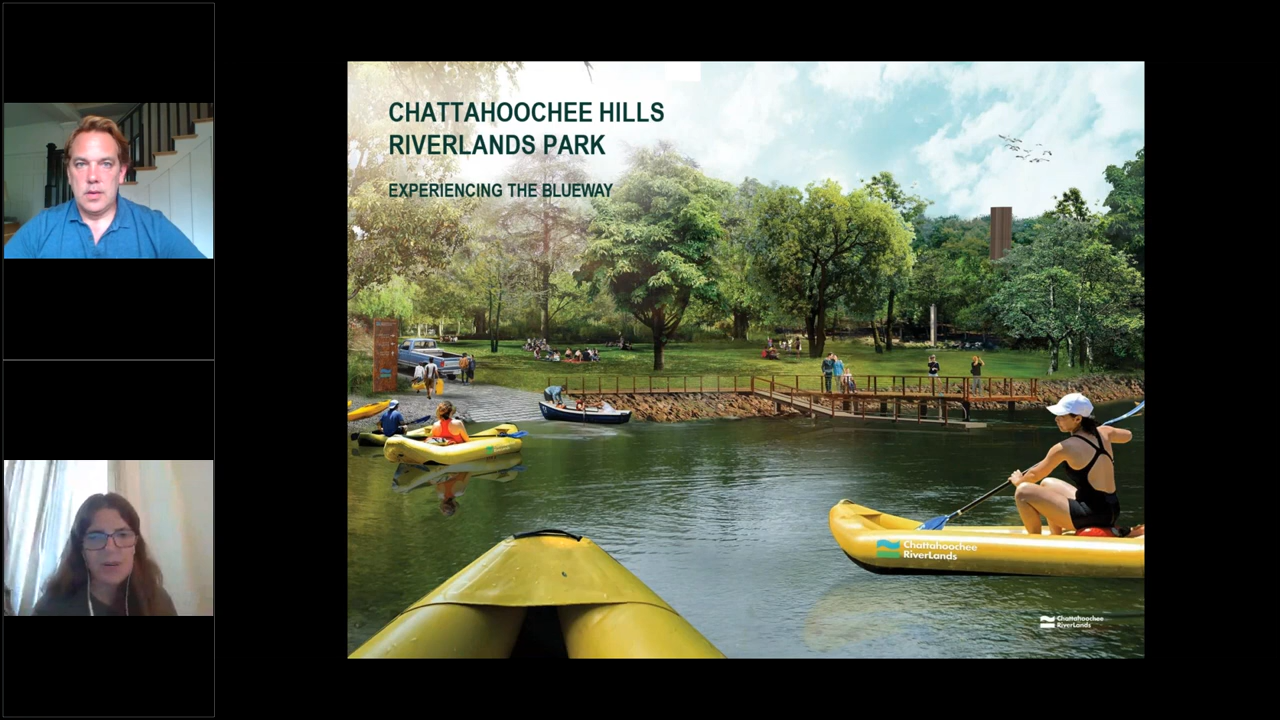 CHATTAHOOCHEE HILLS
RIVERLANDS PARK
EXPERIENCING THE BLUEWAY
Chattahoochee
RiverLands
Chattahoochee
RiverLands